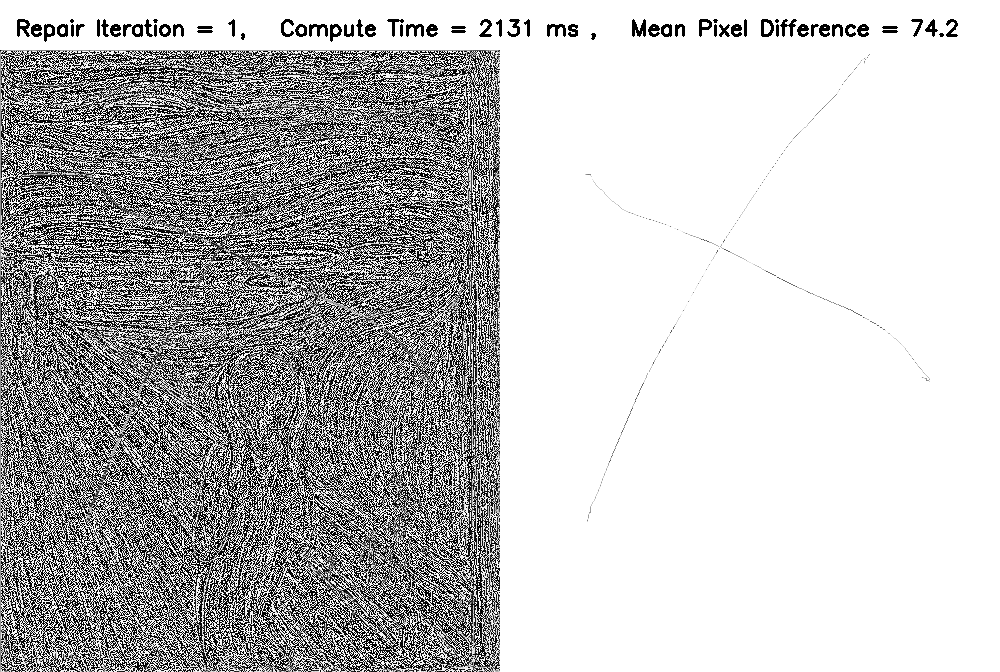 Repair Iteration = 1, Compute Time = 2131 ms , Mean Pixel Difference = 74.2